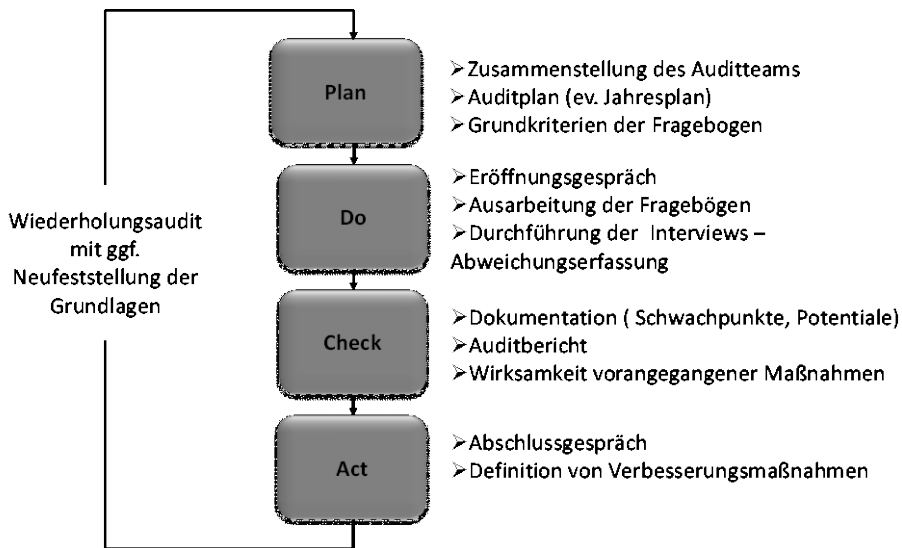 Plan
➢Zusammenstellung des Auditteams
➢Auditplan (ev. Jahresplan)
➢Grundkriterien der Fragebogen
Do
➢Eröffnungsgespräch
➢Ausarbeitung der Fragebögen
➢Durchführung der Interviews –
Abweichungserfassung
Wiederholungsaudit
mit ggf.
Neufeststellung der
Grundlagen
Check
➢Dokumentation ( Schwachpunkte, Potentiale)
➢Auditbericht
➢Wirksamkeit vorangegangener Maßnahmen
Act
➢Abschlussgespräch
➢Definition von Verbesserungsmaßnahmen